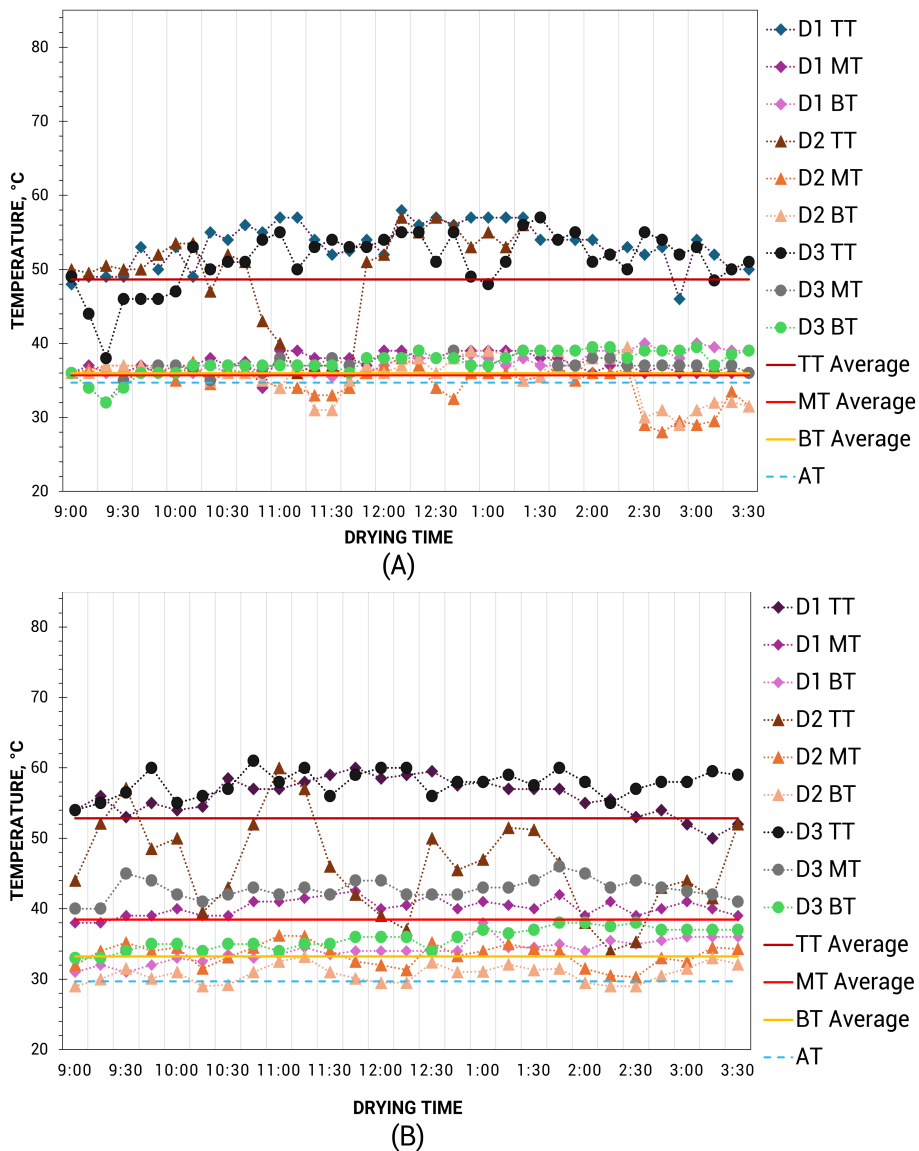 80
70
60
50
40
30
20
TEMPERATURE, °C
9:00 9:30 10:00 10:30 11:00 11:30 12:00 12:30 1:00 1:30 2:00 2:30 3:00 3:30
DRYING TIME
(A)
D1 TT
D1 MT
D1 BT
D2 TT
D2 MT
D2 BT
D3 TT
D3 MT
D3 BT
TT Average
MT Average
BT Average
AT
80
70
60
50
40
30
20
TEMPERATURE, °C
9:00 9:30 10:00 10:30 11:00 11:30 12:00 12:30 1:00 1:30 2:00 2:30 3:00 3:30
DRYING TIME
(B)
D1 TT
D1 MT
D1 BT
D2 TT
D2 MT
D2 BT
D3 TT
D3 MT
D3 BT
TT Average
MT Average
BT Average
AT